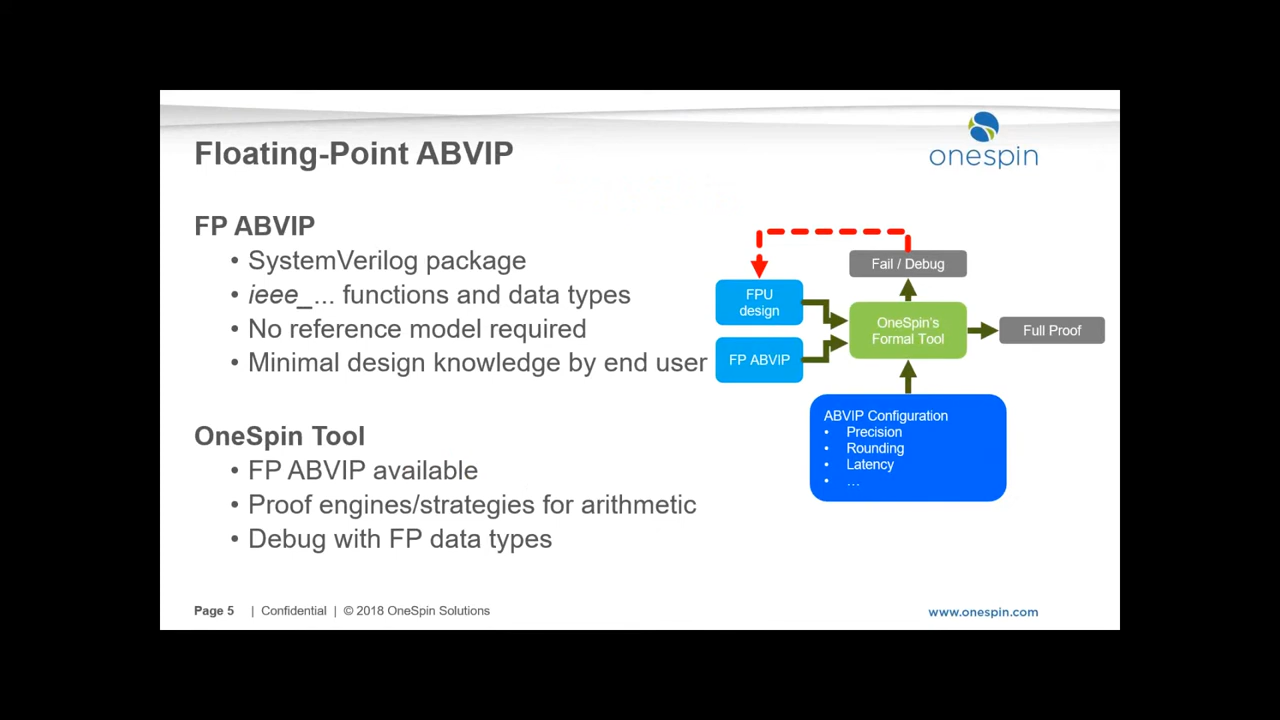 Floating-Point ABVIP
onespin
FP ABVIP
• SystemVerilog package
• ieee_... functions and data types
• No reference model required
• Minimal design knowledge by end user
OneSpin Tool
• FP ABVIP available
• Proof engines/strategies for arithmetic
• Debug with FP data types
Fail / Debug
FPU
design
OneSpin's
Formal Tool
Full Proof
FP ABVIP
ABVIP Configuration
• Precision
• Rounding
• Latency
• ...
Page 5 | Confidential | © 2018 OneSpin Solutions
www.onespin.com